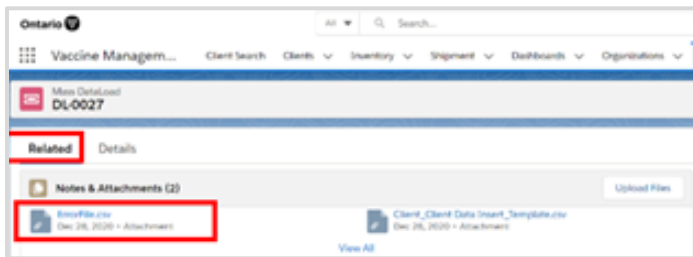 Ontario
All Search...
Vaccine Managem... Client Search Clients Inventory Shipment Dashboards Organizations
Mass DataLoad
DL-0027
Related Details
Notes & Attachments (2) Upload Files
ErrorFile.csv Client_Client Data Insert_Template.csv
Dec 28, 2020 • Attachment Dec 28, 2020 • Attachment
View All